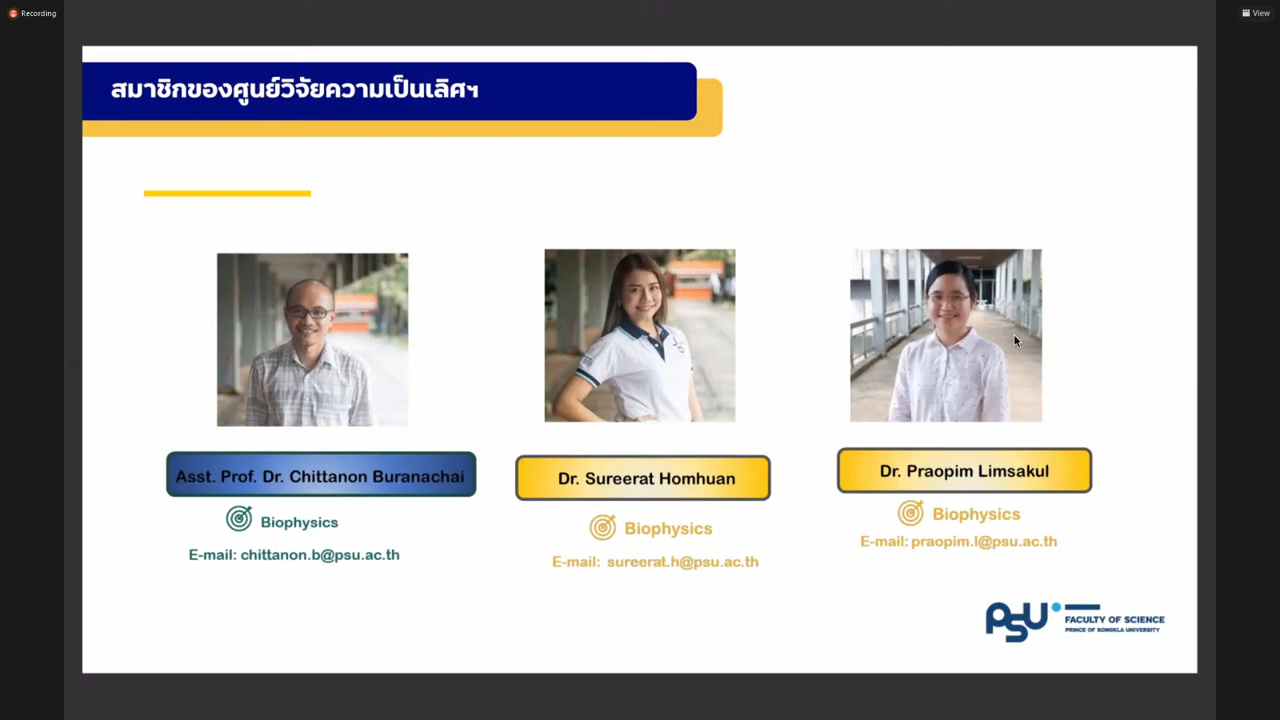 Recording
View
สมาชิกของศูนย์วิจัยความเป็นเลิศฯ
Asst. Prof. Dr. Chittanon Buranachai
Biophysics
E-mail: chittanon.b@psu.ac.th
Dr. Sureerat Homhuan
Biophysics
E-mail: sureerat.h@psu.ac.th
Dr. Praopim Limsakul
Biophysics
E-mail: praopim.l@psu.ac.th
PSU
FACULTY OF SCIENCE
PRINCE OF SONGKLA UNIVERSITY